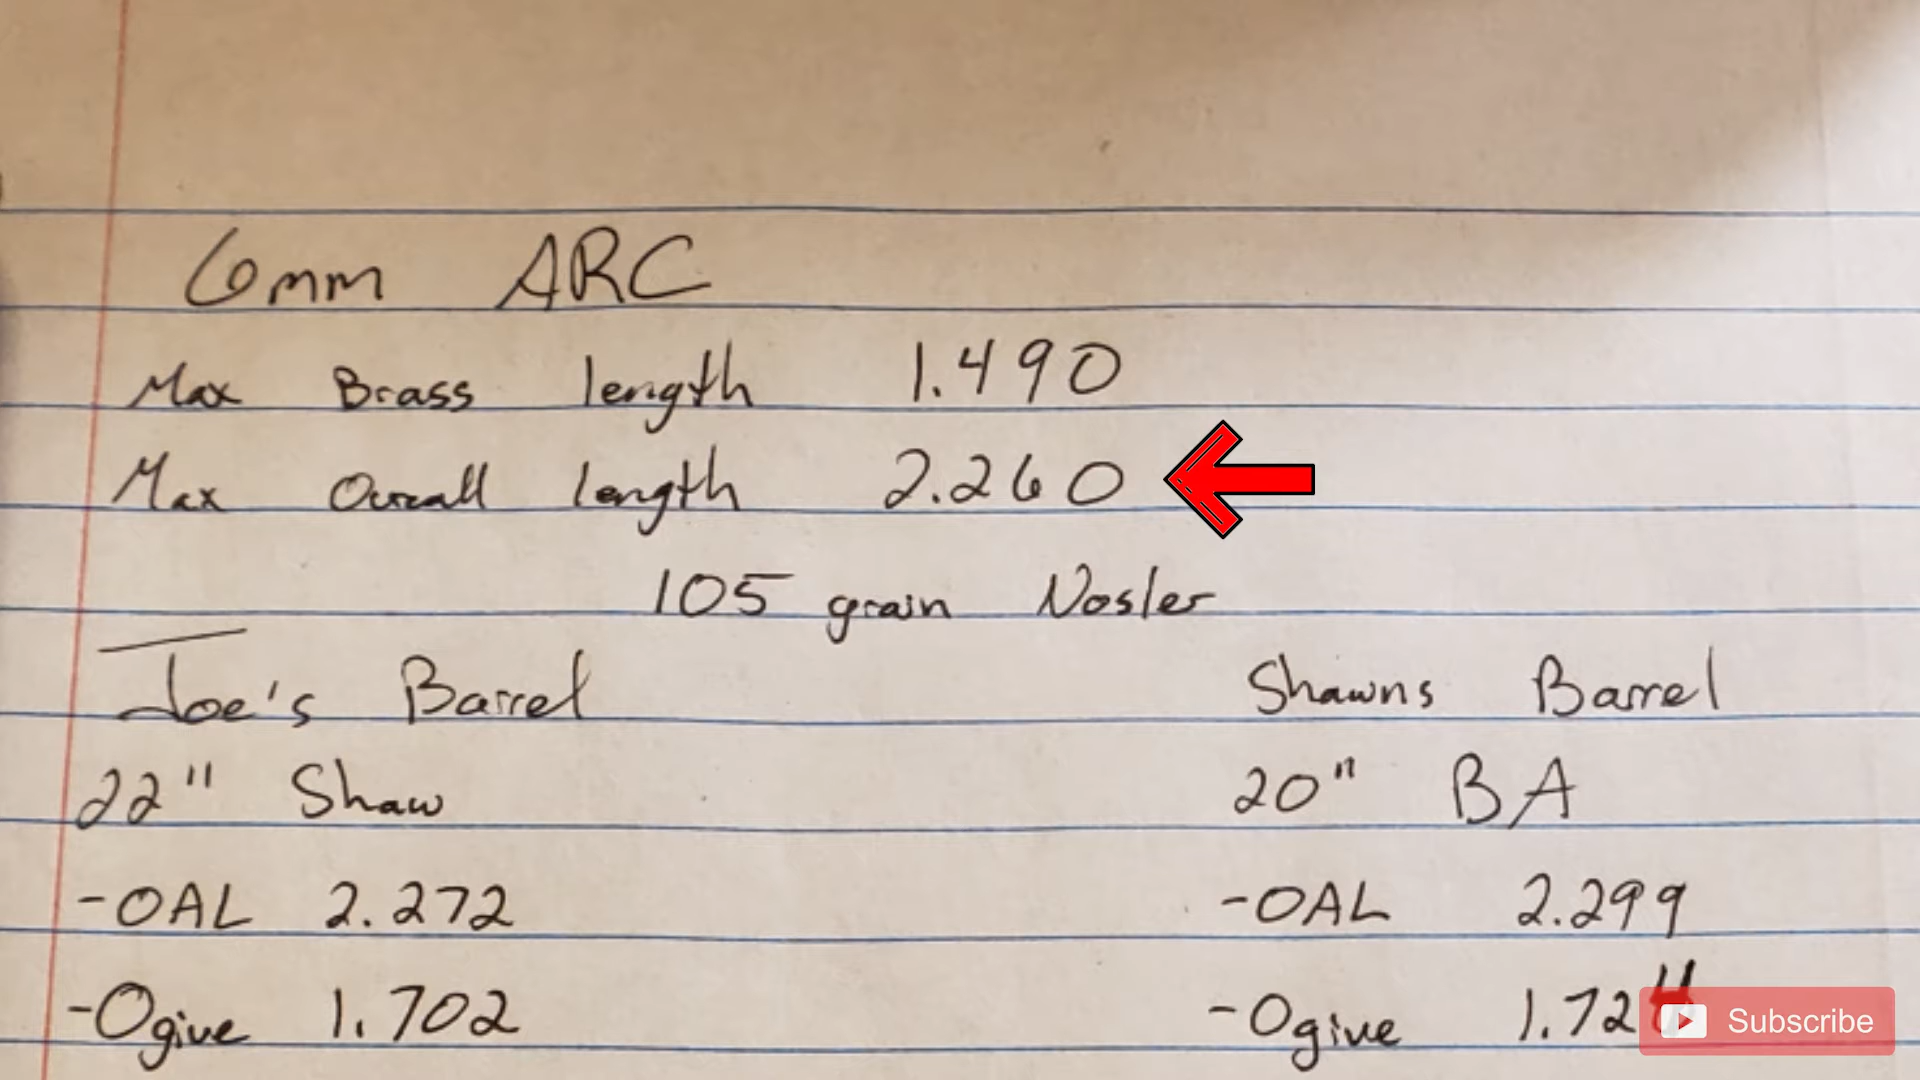 6mm ARC
Max Brass length 1.490
Max Overall length 2.260
105 grain Nosler
Joe's Barrel Shawns Barrel
22" Shaw 20" BA
-OAL 2.272 -OAL 2.299
-Ogive 1.702 -Ogive
Subscribe